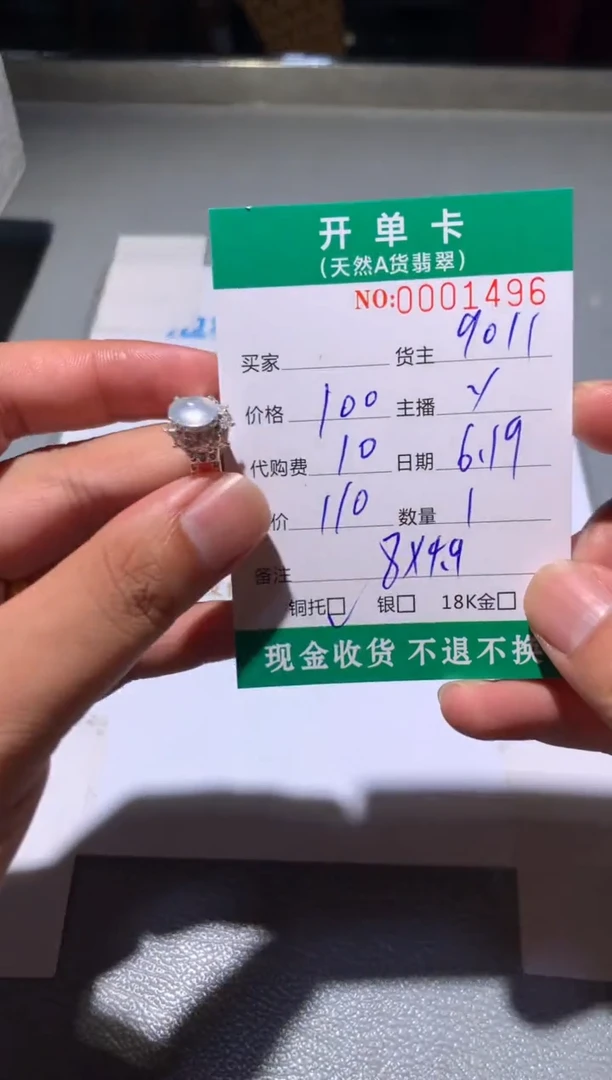 开单卡
(天然A货翡翠)
NO:0001496
买家 货主 9011
价格 100 主播 y
代购费 10 日期 6.19
价 110 数量 1
备注 8X4.9
铜托☑ 银☐ 18K金☐
现金收货 不退不换